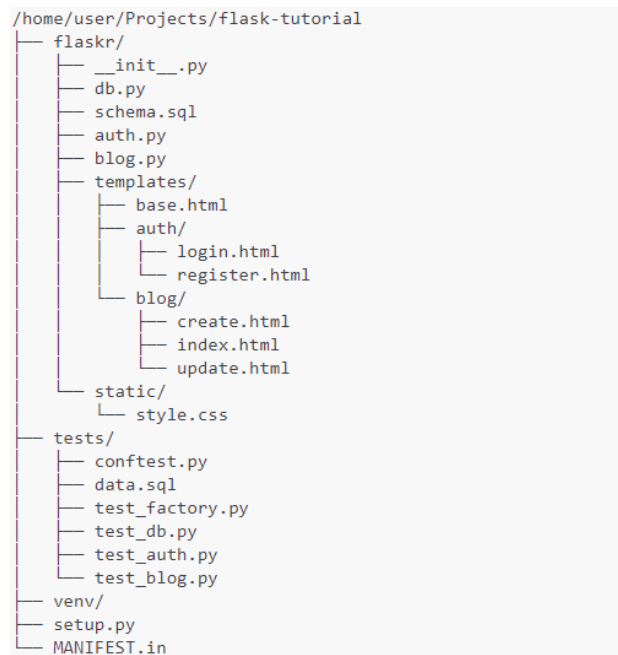 /home/user/Projects/flask-tutorial
├── flaskr/
│   ├── __init__.py
│   ├── db.py
│   ├── schema.sql
│   ├── auth.py
│   ├── blog.py
│   ├── templates/
│   │   ├── base.html
│   │   ├── auth/
│   │   │   ├── login.html
│   │   │   └── register.html
│   │   └── blog/
│   │       ├── create.html
│   │       ├── index.html
│   │       └── update.html
│   └── static/
│       └── style.css
├── tests/
│   ├── conftest.py
│   ├── data.sql
│   ├── test_factory.py
│   ├── test_db.py
│   ├── test_auth.py
│   └── test_blog.py
├── venv/
├── setup.py
└── MANIFEST.in